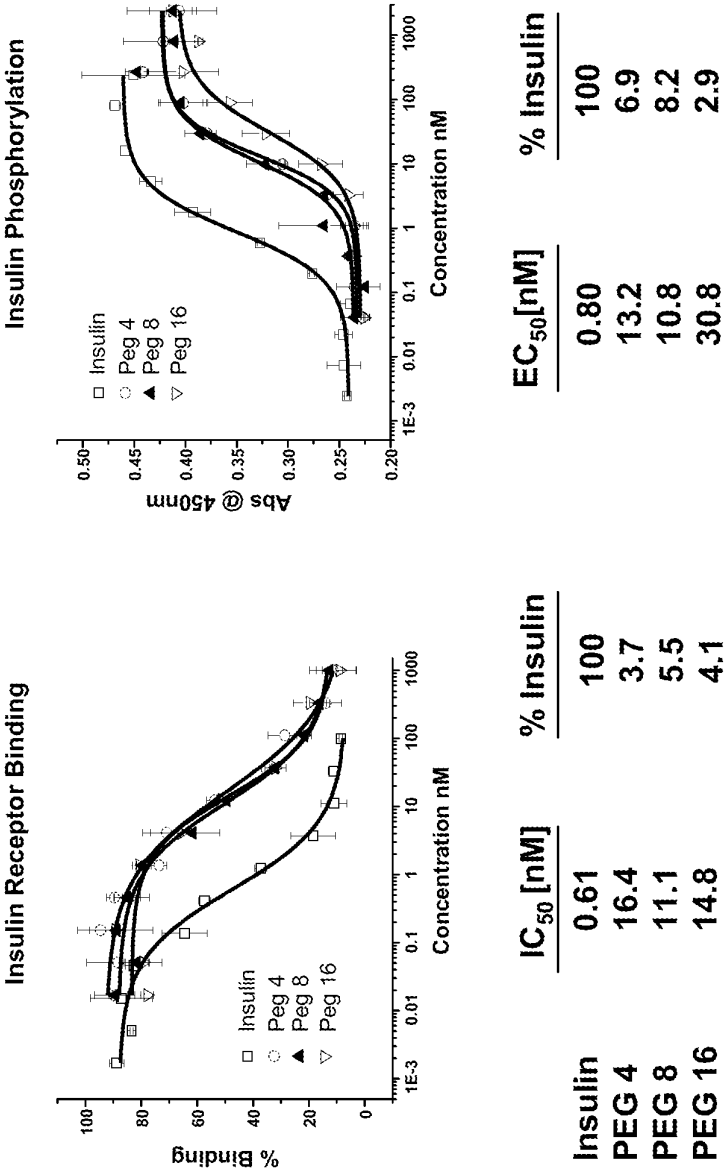 Insulin Receptor Binding
% Binding
100
80
60
40
20
0
Insulin
Peg 4
Peg 8
Peg 16
1E-3 0.01 0.1 1 10 100 1000
Concentration nM
Insulin Phosphorylation
Abs @ 450nm
0.50
0.45
0.40
0.35
0.30
0.25
0.20
Insulin
Peg 4
Peg 8
Peg 16
1E-3 0.01 0.1 1 10 100 1000
Concentration nM
IC50 [nM] % Insulin EC50[nM] % Insulin
Insulin 0.61 100 0.80 100
PEG 4 16.4 3.7 13.2 6.9
PEG 8 11.1 5.5 10.8 8.2
PEG 16 14.8 4.1 30.8 2.9